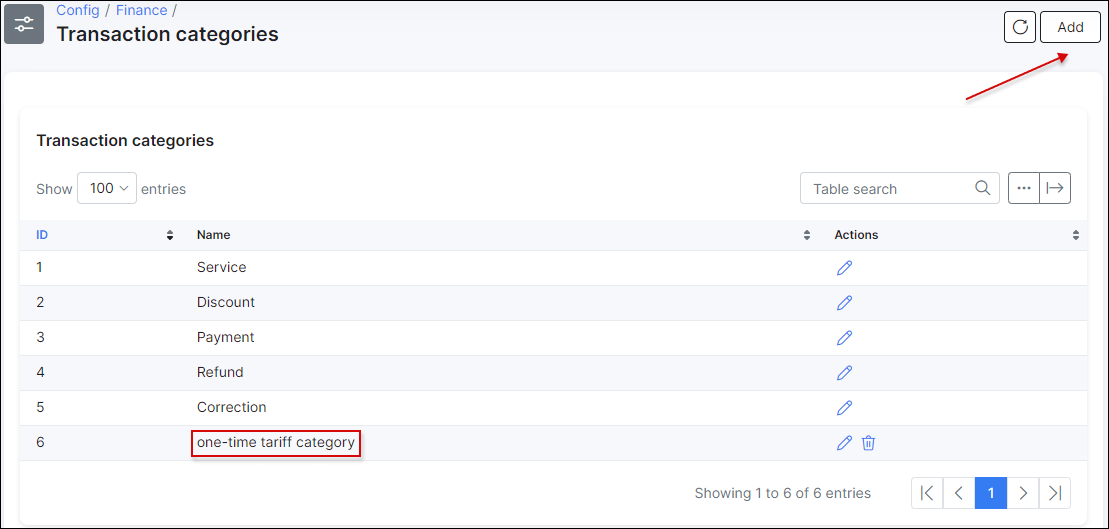 Config / Finance /
Transaction categories
Add
Transaction categories
Show 100 entries
Table search
ID Name Actions
1 Service
2 Discount
3 Payment
4 Refund
5 Correction
6 one-time tariff category
Showing 1 to 6 of 6 entries
1